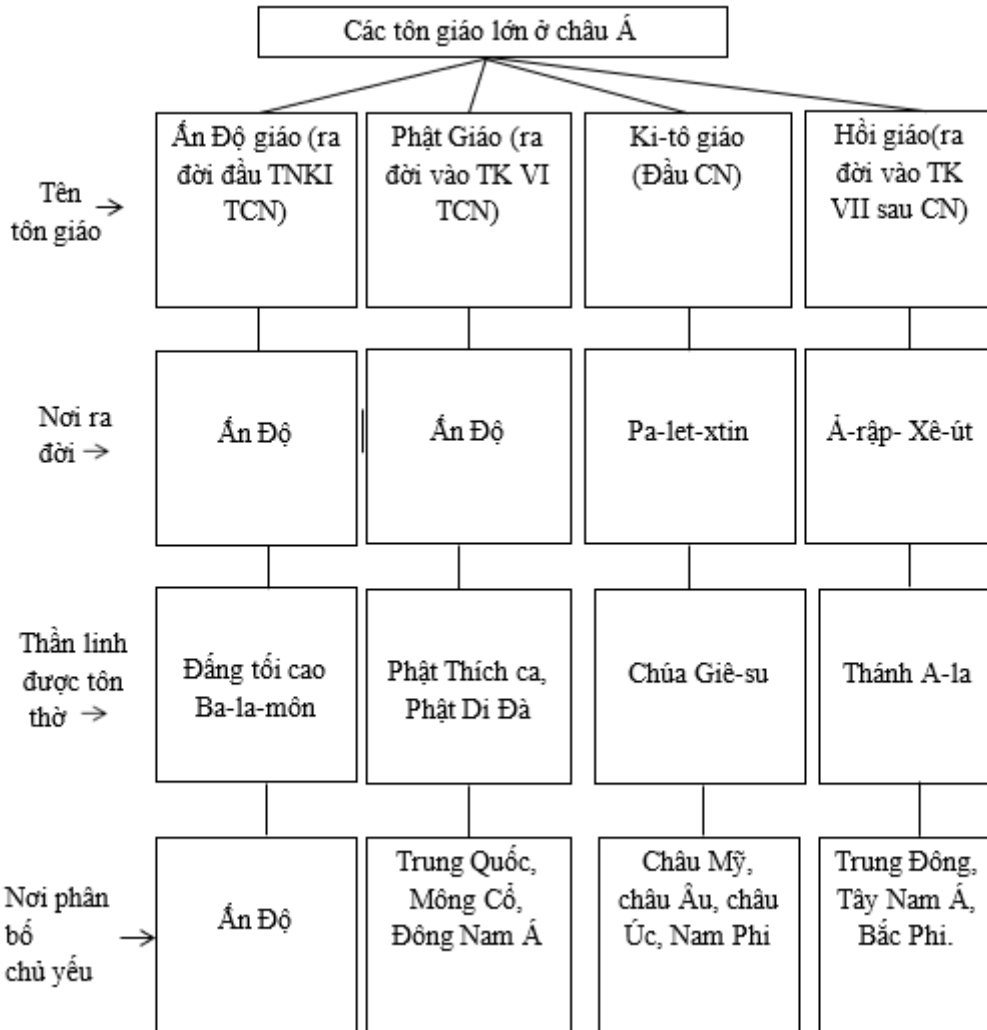 Các tôn giáo lớn ở châu Á
Tên
tôn giáo
Ấn Độ giáo (ra
đời đầu TNKI
TCN)
Phật Giáo (ra
đời vào TK VI
TCN)
Ki-tô giáo
(Đầu CN)
Hồi giáo(ra
đời vào TK
VII sau CN)
Nơi ra
đời
Ấn Độ
Ấn Độ
Pa-let-xtin
Ả-rập- Xê-út
Thần linh
được tôn
thờ
Đấng tối cao
Ba-la-môn
Phật Thích ca,
Phật Di Đà
Chúa Giê-su
Thánh A-la
Nơi phân
bố
chủ yếu
Ấn Độ
Trung Quốc,
Mông Cổ,
Đông Nam Á
Châu Mỹ,
châu Âu, châu
Úc, Nam Phi
Trung Đông,
Tây Nam Á,
Bắc Phi.